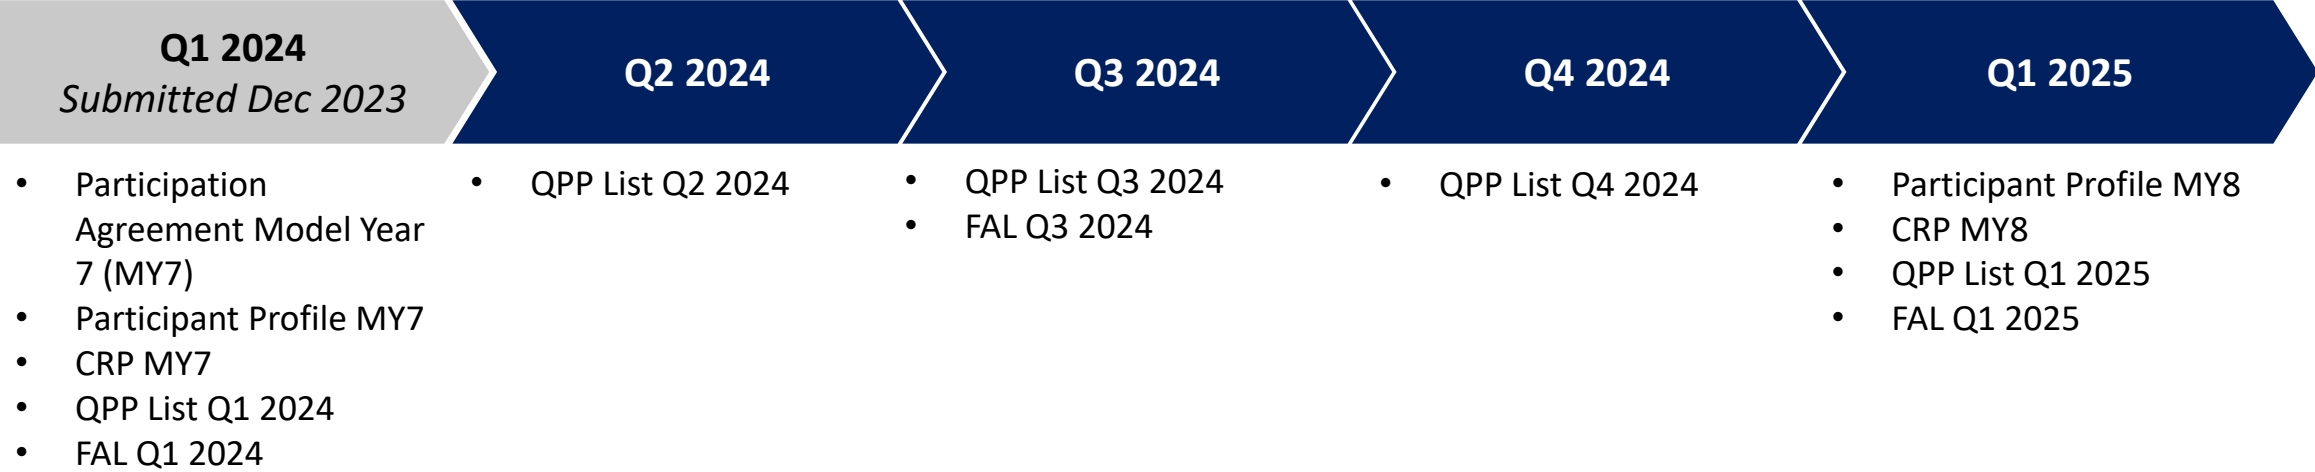 Q1 2024
Submitted Dec 2023
Q2 2024
Q3 2024
Q4 2024
Q1 2025
• Participation
Agreement Model Year
7 (MY7)
• Participant Profile MY7
• CRP MY7
• QPP List Q1 2024
• FAL Q1 2024
• QPP List Q2 2024
• QPP List Q3 2024
• FAL Q3 2024
• QPP List Q4 2024
• Participant Profile MY8
• CRP MY8
• QPP List Q1 2025
• FAL Q1 2025